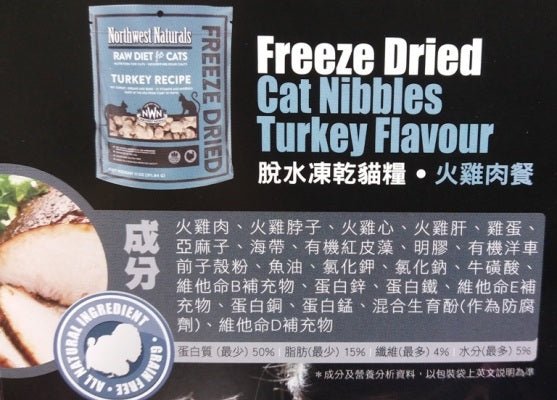 Northwest Naturals
RAW DIET for CATS
TURKEY RECIPE
NWN
FREEZE DRIED
Freeze Dried
Cat Nibbles
Turkey Flavour
脫水凍乾貓糧 • 火雞肉餐
成分
火雞肉、火雞脖子、火雞心、火雞肝、雞蛋、
亞麻子、海帶、有機紅皮藻、明膠、有機洋車
前子殼粉、魚油、氯化鉀、氯化鈉、牛磺酸、
維他命B補充物、蛋白鋅、蛋白鐵、維他命E補
充物、蛋白銅、蛋白錳、混合生育酚(作為防腐
劑)、維他命D補充物
蛋白質 (最少) 50% 脂肪(最少) 15% 纖維(最多) 4% 水分(最多) 5%
*成分及營養分析資料，以包裝袋上英文說明為準
ALL NATURAL INGREDIENT • GRAIN FREE •